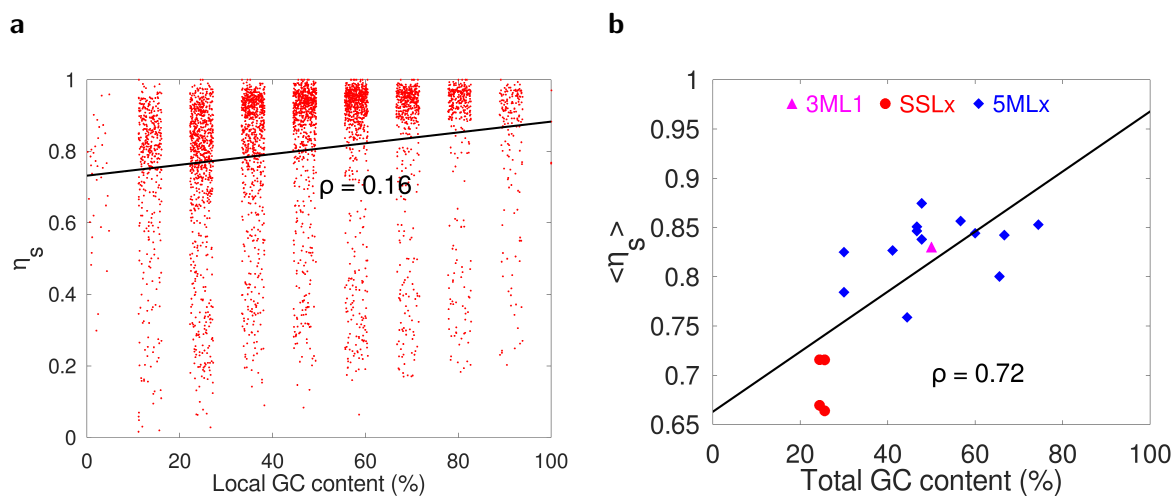 a
b
1
0.8
0.6
0.4
0.2
0
η_s
ρ = 0.16
0 20 40 60 80 100
Local GC content (%)
1
0.95
0.9
0.85
0.8
0.75
0.7
0.65
<η_s>
3ML1 SSLx 5MLx
ρ = 0.72
0 20 40 60 80 100
Total GC content (%)